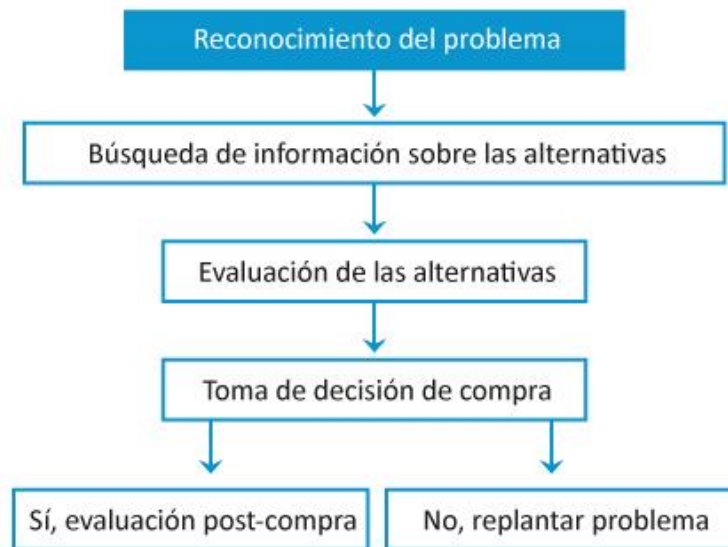 Reconocimiento del problema
Búsqueda de información sobre las alternativas
Evaluación de las alternativas
Toma de decisión de compra
Sí, evaluación post-compra
No, replantar problema